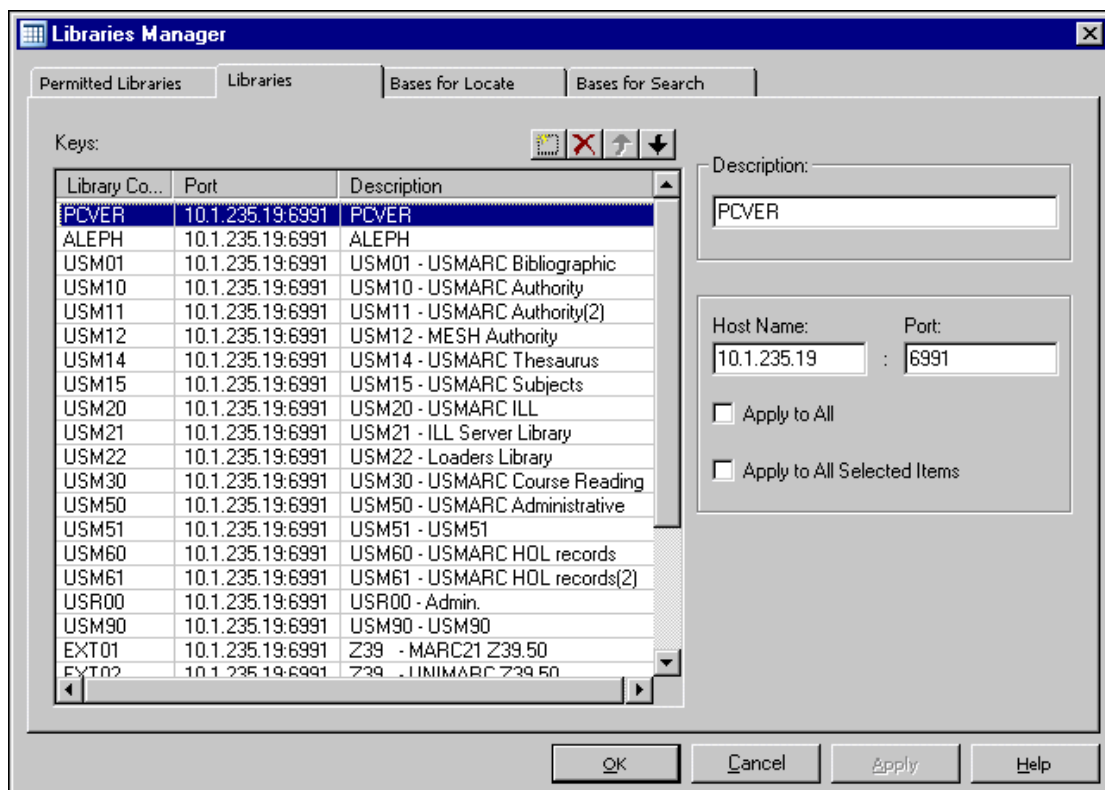 Libraries Manager
Permitted Libraries Libraries Bases for Locate Bases for Search
Keys:
Library Co... Port Description
PCVER 10.1.235.19:6991 PCVER
ALEPH 10.1.235.19:6991 ALEPH
USM01 10.1.235.19:6991 USM01 - USMARC Bibliographic
USM10 10.1.235.19:6991 USM10 - USMARC Authority
USM11 10.1.235.19:6991 USM11 - USMARC Authority(2)
USM12 10.1.235.19:6991 USM12 - MESH Authority
USM14 10.1.235.19:6991 USM14 - USMARC Thesaurus
USM15 10.1.235.19:6991 USM15 - USMARC Subjects
USM20 10.1.235.19:6991 USM20 - USMARC ILL
USM21 10.1.235.19:6991 USM21 - ILL Server Library
USM22 10.1.235.19:6991 USM22 - Loaders Library
USM30 10.1.235.19:6991 USM30 - USMARC Course Reading
USM50 10.1.235.19:6991 USM50 - USMARC Administrative
USM51 10.1.235.19:6991 USM51 - USM51
USM60 10.1.235.19:6991 USM60 - USMARC HOL records
USM61 10.1.235.19:6991 USM61 - USMARC HOL records(2)
USR00 10.1.235.19:6991 USR00 - Admin.
USM90 10.1.235.19:6991 USM90 - USM90
EXT01 10.1.235.19:6991 Z39 - MARC21 Z39.50
EXT02 10.1.235.19:6991 Z39 - UNIMARC Z39.50
Description:
PCVER
Host Name: Port:
10.1.235.19 : 6991
Apply to All
Apply to All Selected Items
OK Cancel Apply Help